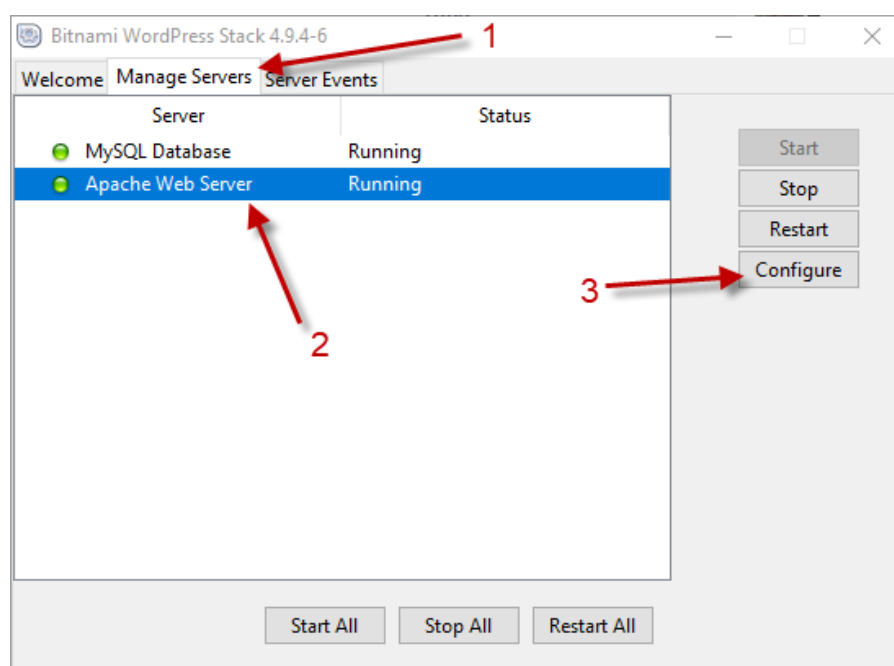 Bitnami WordPress Stack 4.9.4-6
1
Welcome Manage Servers Server Events
Server Status
MySQL Database Running
Apache Web Server Running
Start
Stop
Restart
Configure
3
2
Start All Stop All Restart All